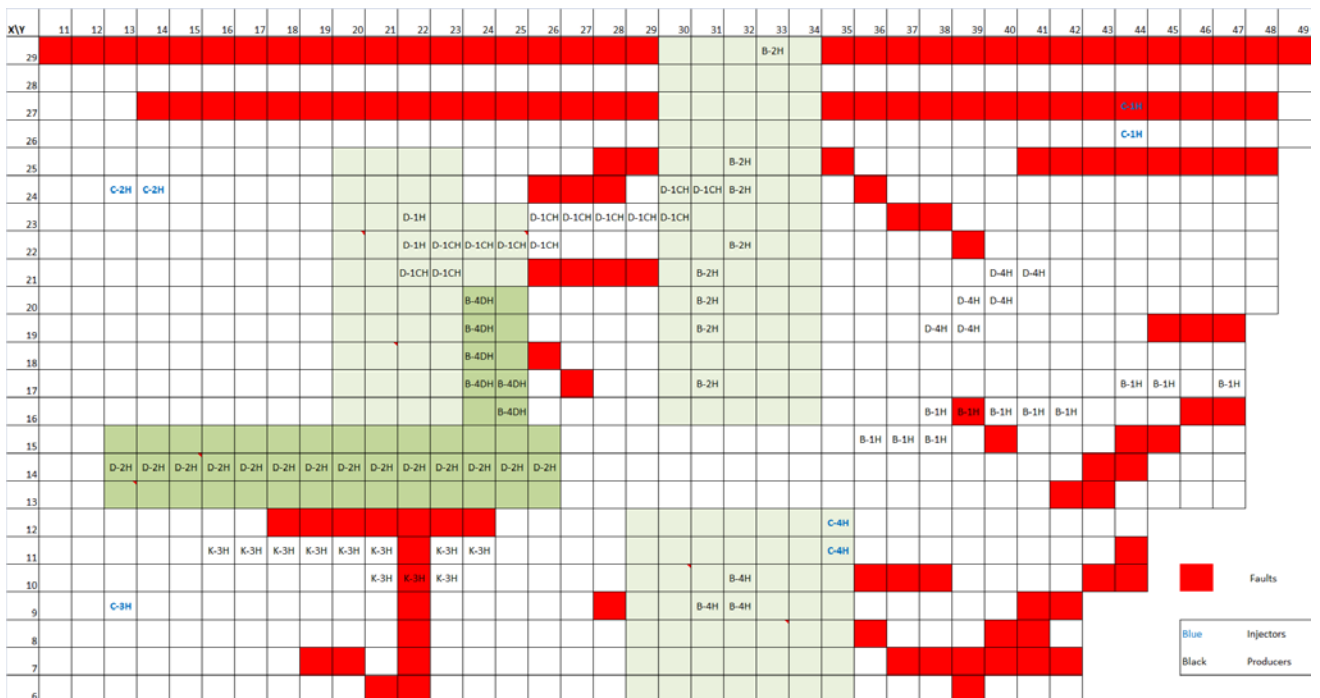 X\Y 11 12 13 14 15 16 17 18 19 20 21 22 23 24 25 26 27 28 29 30 31 32 33 34 35 36 37 38 39 40 41 42 43 44 45 46 47 48 49
29 B-2H
28
27 C-1H
26 C-1H
25 B-2H
24 C-2H C-2H D-1CH D-1CH B-2H
23 D-1H D-1CH D-1CH D-1CH D-1CH D-1CH
22 D-1H D-1CH D-1CH D-1CH D-1CH B-2H
21 D-1CH D-1CH B-2H D-4H D-4H
20 B-4DH B-2H D-4H D-4H
19 B-4DH B-2H D-4H D-4H
18 B-4DH
17 B-4DH B-4DH B-2H B-1H B-1H B-1H
16 B-4DH B-1H B-1H B-1H B-1H B-1H
15 B-1H B-1H B-1H
14 D-2H D-2H D-2H D-2H D-2H D-2H D-2H D-2H D-2H D-2H D-2H D-2H D-2H D-2H
13
12 C-4H
11 K-3H K-3H K-3H K-3H K-3H K-3H K-3H K-3H C-4H
10 K-3H K-3H K-3H B-4H
Faults
9 C-3H B-4H B-4H
8
Blue Injectors
7
Black Producers
6